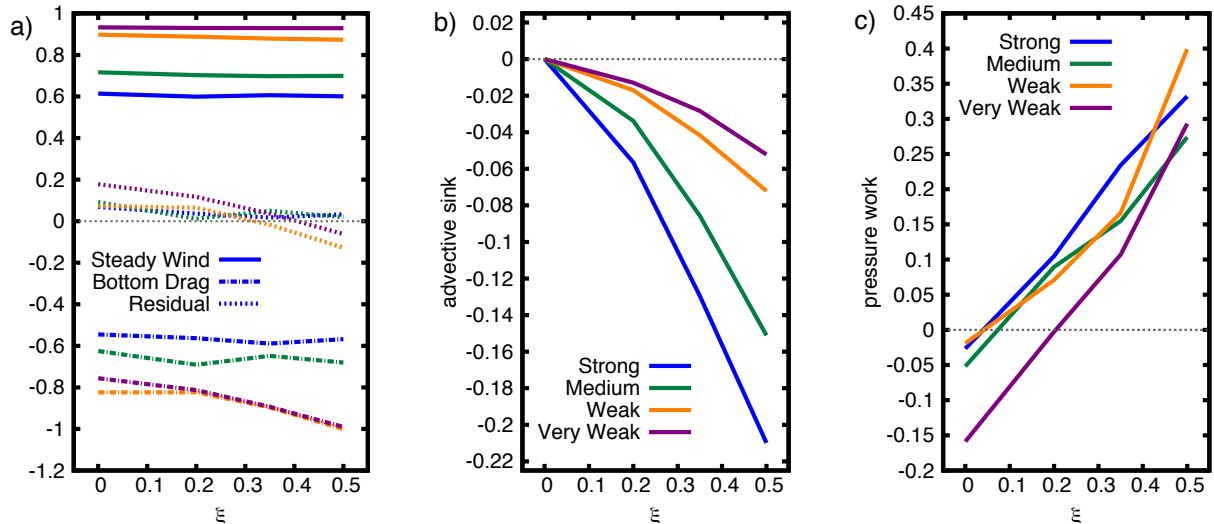 a)
1
0.8
0.6
0.4
0.2
0
-0.2
-0.4
-0.6
-0.8
-1
-1.2
Steady Wind
Bottom Drag
Residual
0 0.1 0.2 0.3 0.4 0.5
ξ
b)
advective sink
0.02
0
-0.02
-0.04
-0.06
-0.08
-0.1
-0.12
-0.14
-0.16
-0.18
-0.2
-0.22
Strong
Medium
Weak
Very Weak
0 0.1 0.2 0.3 0.4 0.5
ξ
c)
pressure work
0.45
0.4
0.35
0.3
0.25
0.2
0.15
0.1
0.05
0
-0.05
-0.1
-0.15
-0.2
Strong
Medium
Weak
Very Weak
0 0.1 0.2 0.3 0.4 0.5
ξ